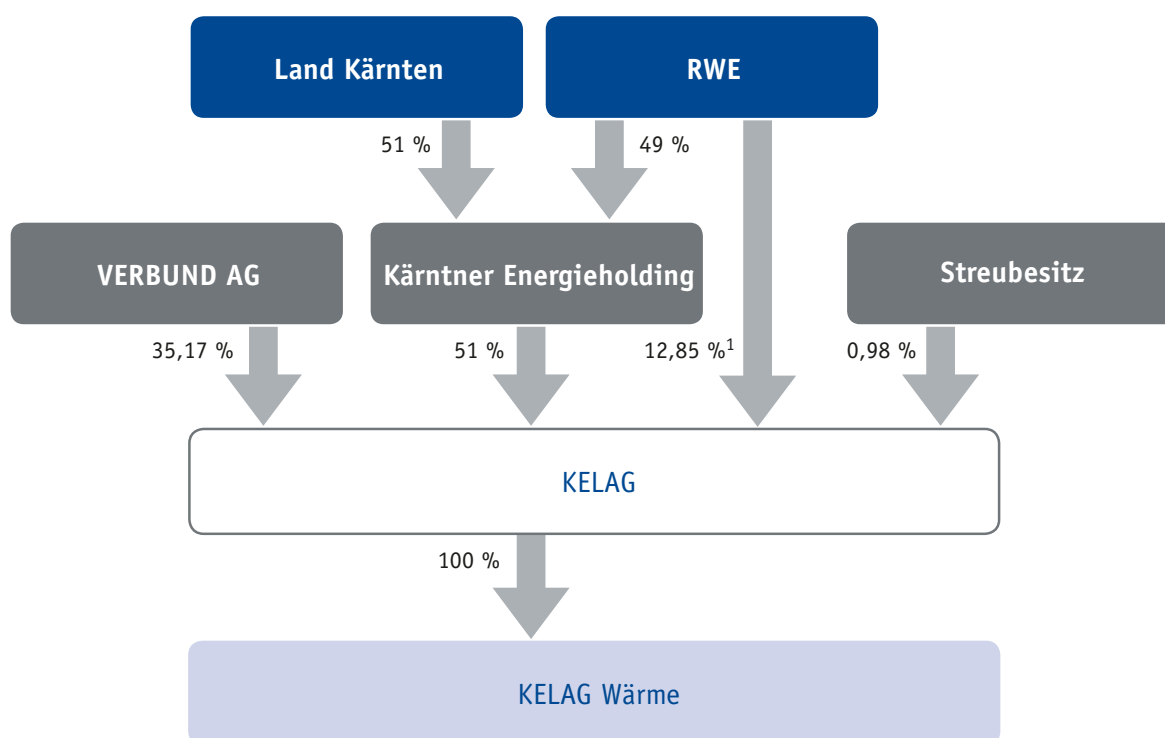 Land Kärnten
RWE
51 %
49 %
VERBUND AG
Kärntner Energieholding
Streubesitz
35,17 %
51 %
12,85 %¹
0,98 %
KELAG
100 %
KELAG Wärme